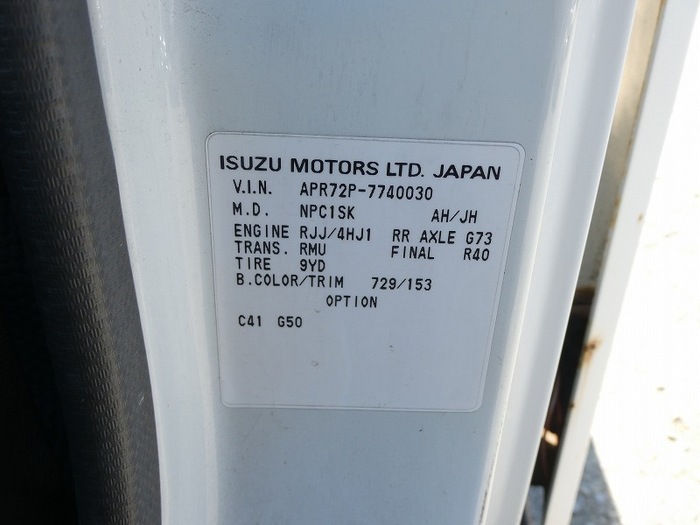 ISUZU MOTORS LTD. JAPAN
V.I.N. APR72P-7740030
M.D. NPC1SK AH/JH
ENGINE RJJ/4HJ1 RR AXLE G73
TRANS. RMU FINAL R40
TIRE 9YD
B.COLOR/TRIM 729/153
OPTION
C41 G50